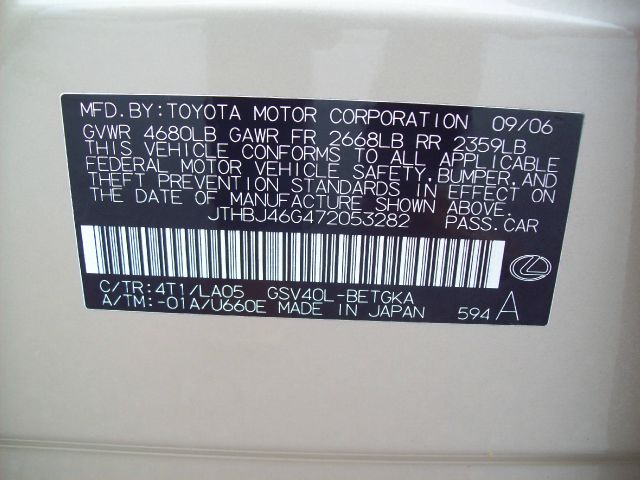 MFD.BY:TOYOTA MOTOR CORPORATION 09/06
GVWR 4680LB GAWR FR 2668LB RR 2359LB
THIS VEHICLE CONFORMS TO ALL APPLICABLE
FEDERAL MOTOR VEHICLE SAFETY,BUMPER,AND
THEFT PREVENTION STANDARDS IN EFFECT ON
THE DATE OF MANUFACTURE SHOWN ABOVE.
JTHBJ46G472053282 PASS.CAR
C/TR:4T1/LA05 GSV40L-BETGKA
A/TM:-01A/U660E MADE IN JAPAN 594 A